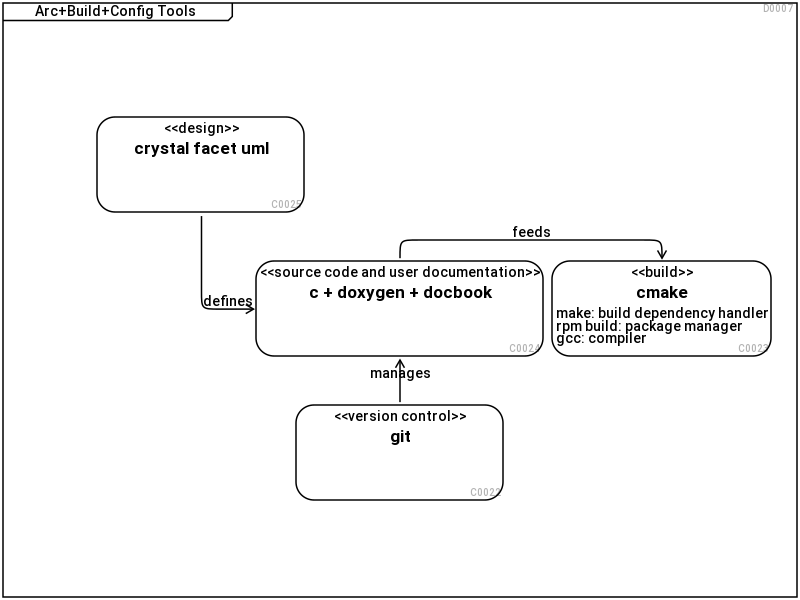 Arc+Build+Config Tools
D0007
<<design>>
crystal facet uml
C0025
feeds
defines
<<source code and user documentation>>
c + doxygen + docbook
C0024
<<build>>
cmake
make: build dependency handler
rpm build: package manager
gcc: compiler
C0023
manages
<<version control>>
git
C0022